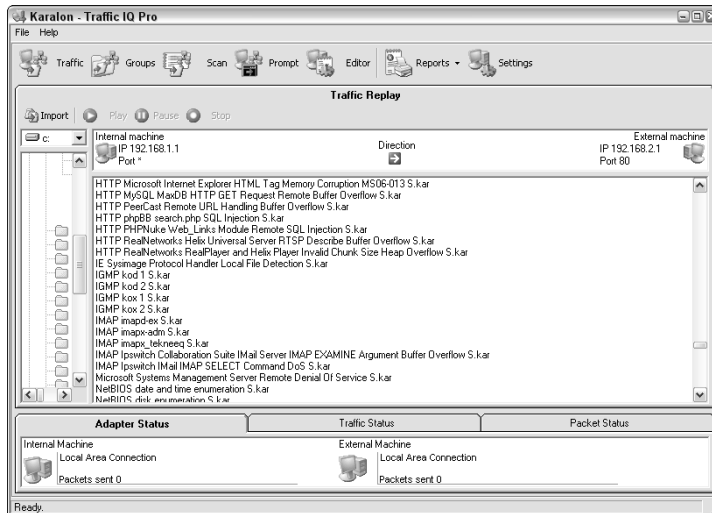 Karalon - Traffic IQ Pro
File Help
Traffic Groups Scan Prompt Editor Reports Settings
Traffic Replay
Import Play Pause Stop
c:
Internal machine
IP 192.168.1.1
Port *
Direction
External machine
IP 192.168.2.1
Port 80
HTTP Microsoft Internet Explorer HTML Tag Memory Corruption MS06-013 S.kar
HTTP MySQL MaxDB HTTP GET Request Remote Buffer Overflow S.kar
HTTP PeerCast Remote URL Handling Buffer Overflow S.kar
HTTP phpBB search.php SQL Injection S.kar
HTTP PHPNuke Web_Links Module Remote SQL Injection S.kar
HTTP RealNetworks Helix Universal Server RTSP Describe Buffer Overflow S.kar
HTTP RealNetworks RealPlayer and Helix Player Invalid Chunk Size Heap Overflow S.kar
IE Sysimage Protocol Handler Local File Detection S.kar
IGMP kod 1 S.kar
IGMP kod 2 S.kar
IGMP kox 1 S.kar
IGMP kox 2 S.kar
IMAP imapd-ex S.kar
IMAP imapx-adm S.kar
IMAP imapx_tekneeq S.kar
IMAP Ipswitch Collaboration Suite IMail Server IMAP EXAMINE Argument Buffer Overflow S.kar
IMAP Ipswitch IMail IMAP SELECT Command DoS S.kar
Microsoft Systems Management Server Remote Denial Of Service S.kar
NetBIOS date and time enumeration S.kar
NetBIOS disk enumeration S.kar
Adapter Status Traffic Status Packet Status
Internal Machine
Local Area Connection
Packets sent 0
External Machine
Local Area Connection
Packets sent 0
Ready.